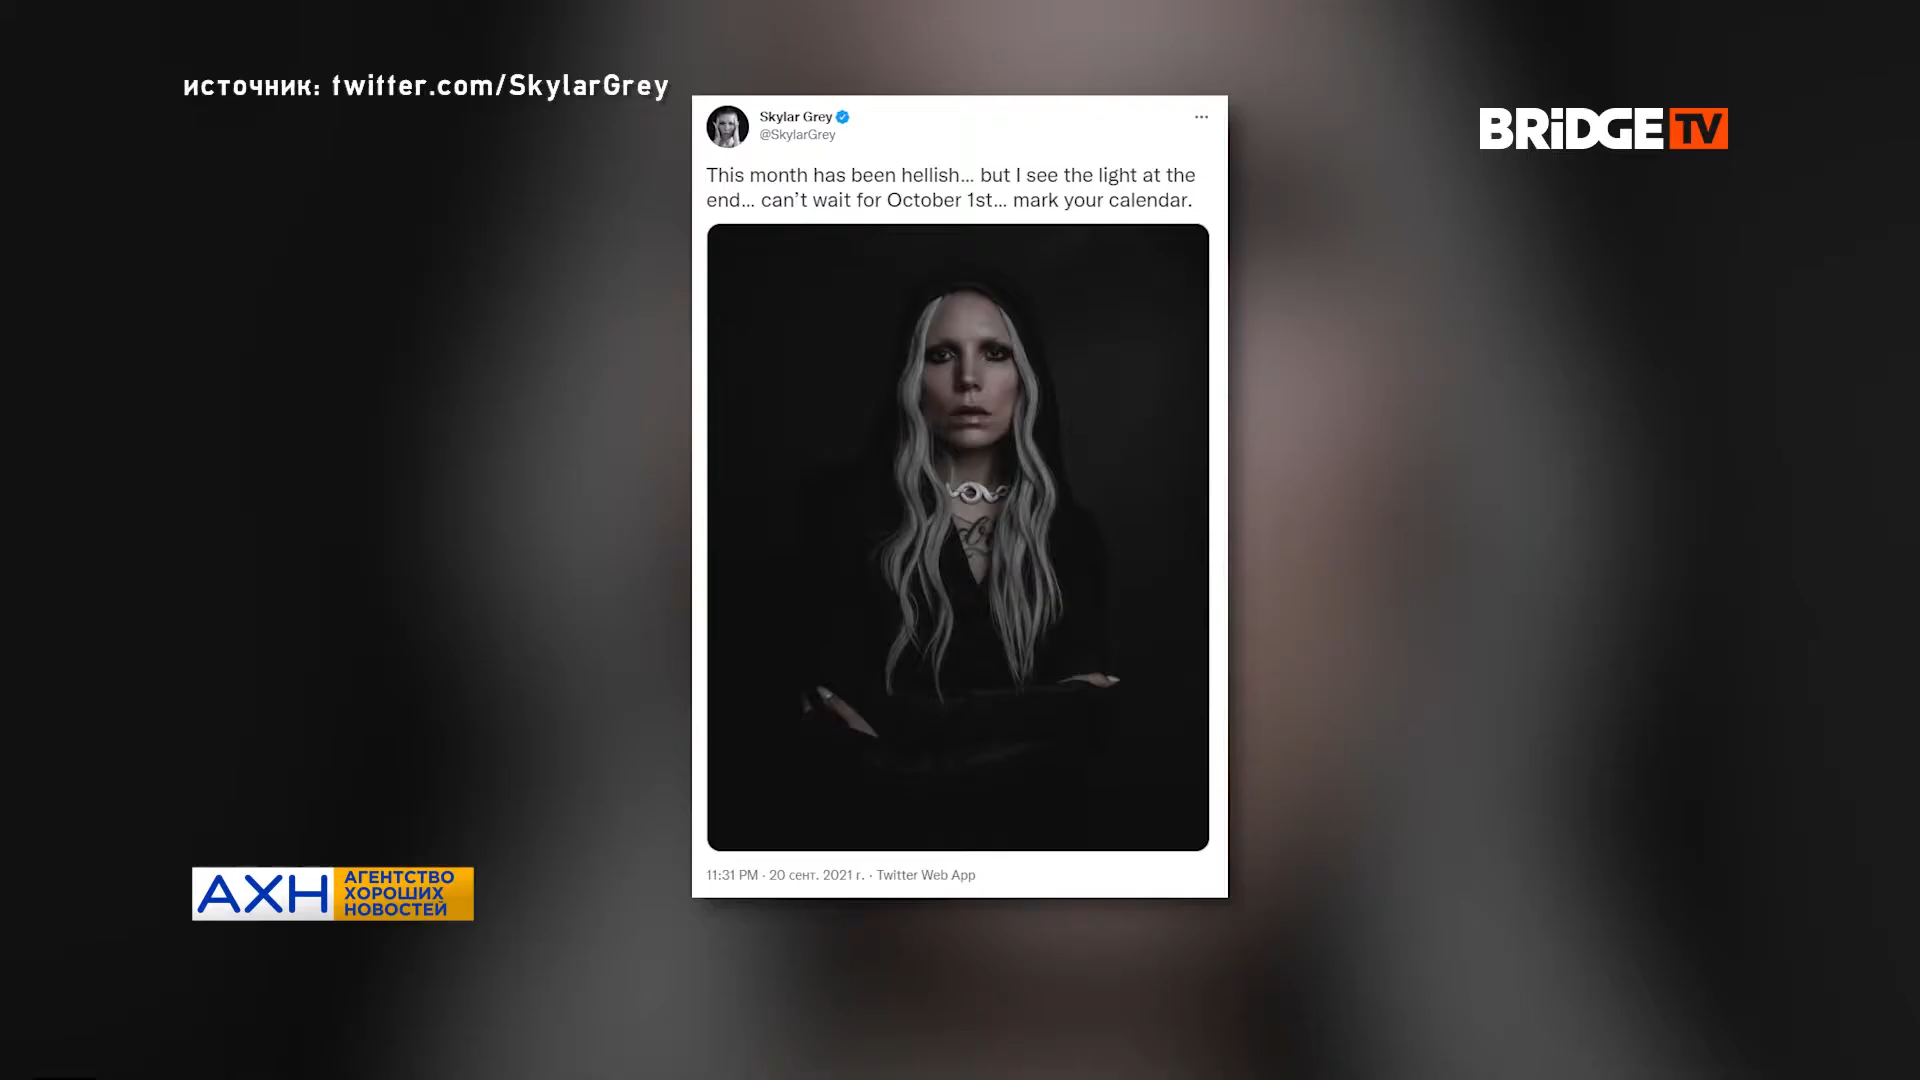 источник: twitter.com/SkylarGrey
BRiDGE TV
Skylar Grey
@SkylarGrey
This month has been hellish... but I see the light at the
end... can’t wait for October 1st... mark your calendar.
11:31 PM · 20 сент. 2021 г. · Twitter Web App
АХН
АГЕНТСТВО
ХОРОШИХ
НОВОСТЕЙ